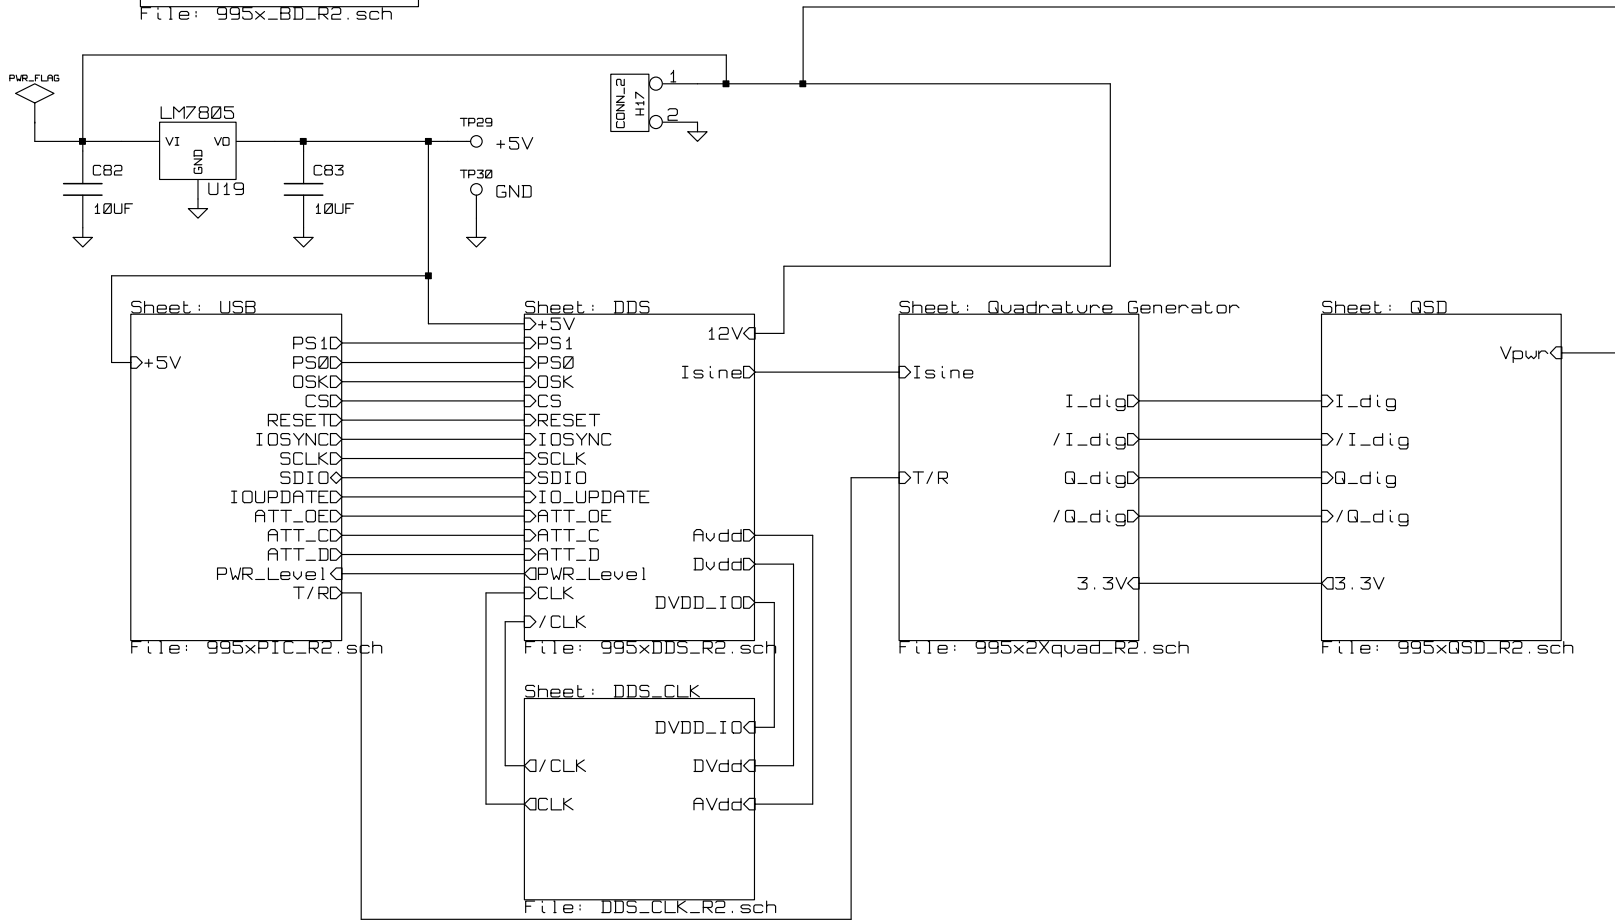 File: 995x_BD_R2.sch
PWR_FLAG
LM7805
VI
VO
GND
U19
C82
10UF
C83
10UF
TP29
+5V
TP30
GND
CONN_2
H17
1
2
Sheet: USB
+5V
PS1
PS0
OSK
CS
RESET
IOSYNC
SCLK
SDIO
IOUPDATE
ATT_OE
ATT_C
ATT_D
PWR_Level
T/R
File: 995xPIC_R2.sch
Sheet: DDS
+5V
PS1
PS0
OSK
CS
RESET
IOSYNC
SCLK
SDIO
IO_UPDATE
ATT_OE
ATT_C
ATT_D
PWR_Level
CLK
/CLK
12V
Isine
Avdd
Dvdd
DVDD_IO
File: 995xDDS_R2.sch
Sheet: Quadrature Generator
Isine
T/R
I_dig
/I_dig
Q_dig
/Q_dig
3.3V
File: 995x2Xquad_R2.sch
Sheet: QSD
Vpwr
I_dig
/I_dig
Q_dig
/Q_dig
3.3V
File: 995xQSD_R2.sch
Sheet: DDS_CLK
DVDD_IO
/CLK
DVdd
CLK
AVdd
File: DDS_CLK_R2.sch